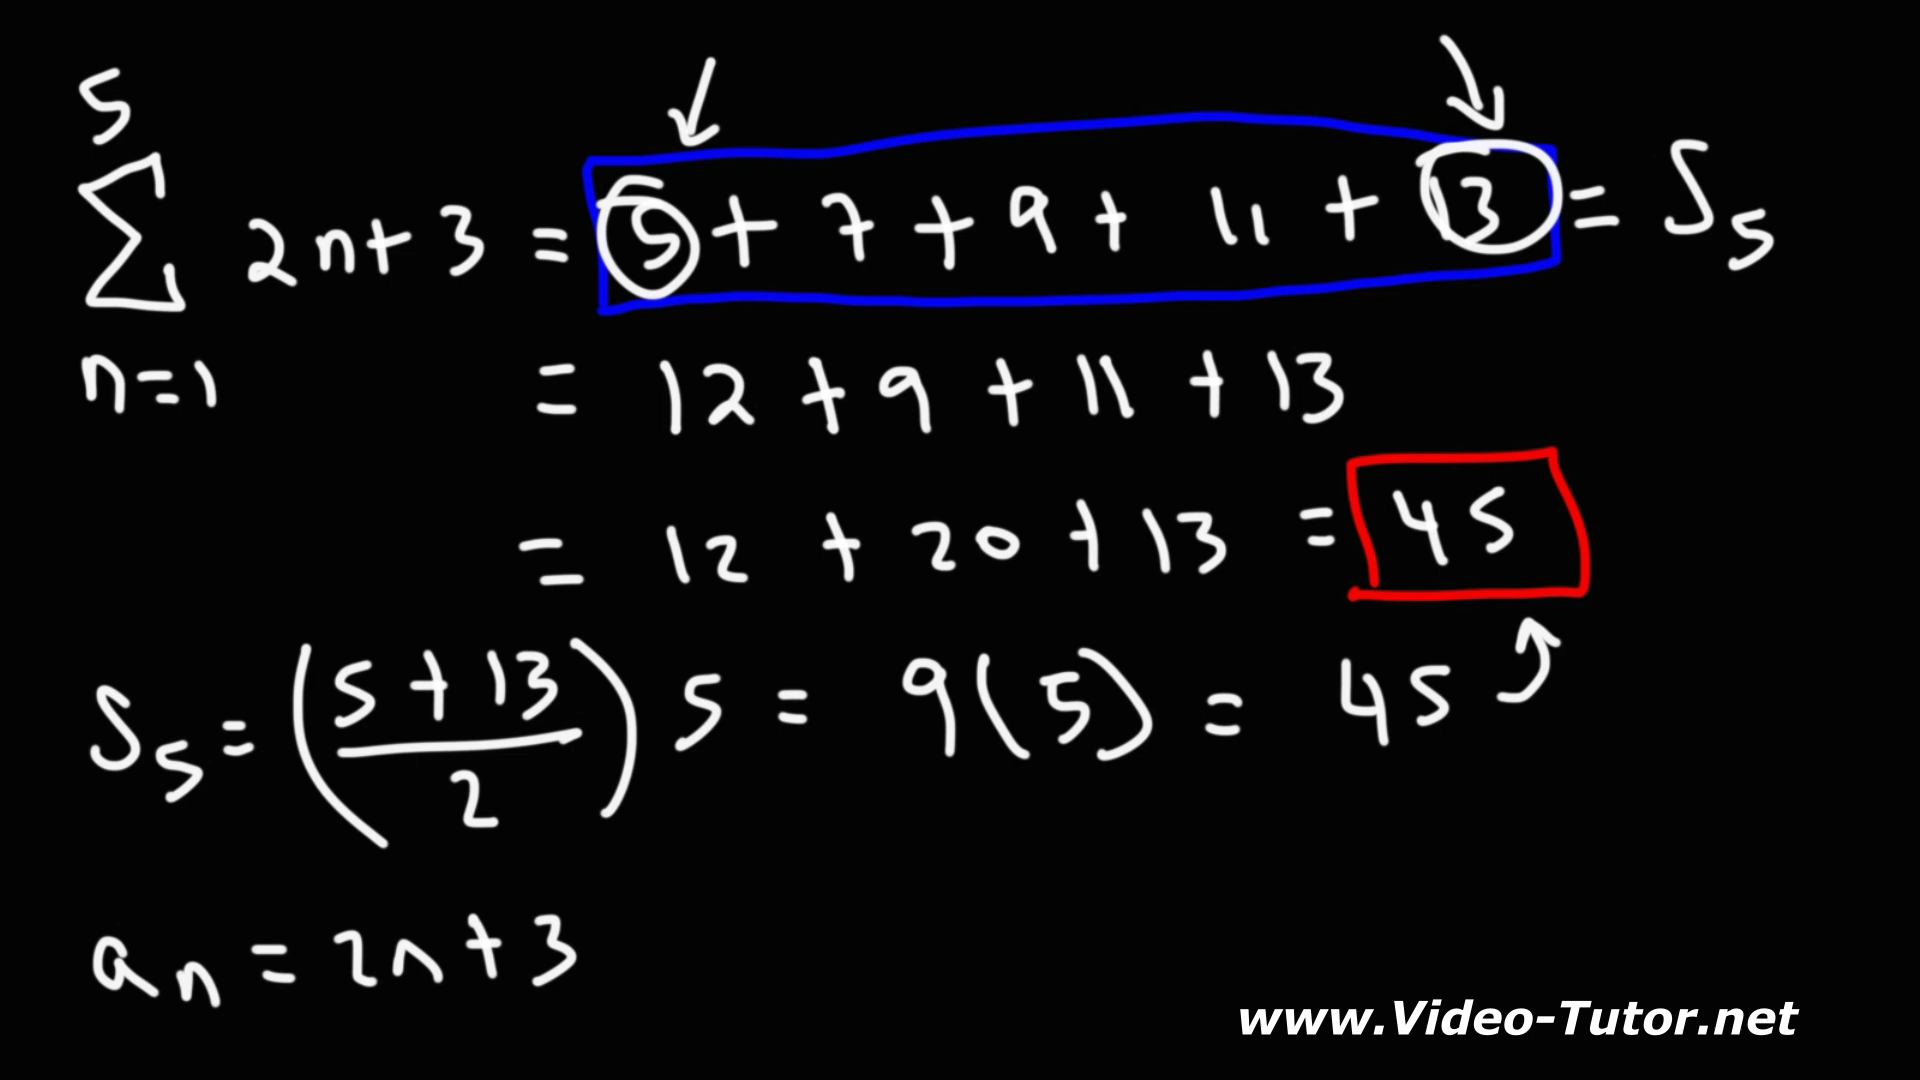 5
∑ 2n+3 = 5 + 7 + 9 + 11 + 13 = S₅
n=1
= 12 + 9 + 11 + 13
= 12 + 20 + 13 = 45
S₅ = ((5+13)/2) 5 = 9(5) = 45
aₙ = 2n+3
www.Video-Tutor.net